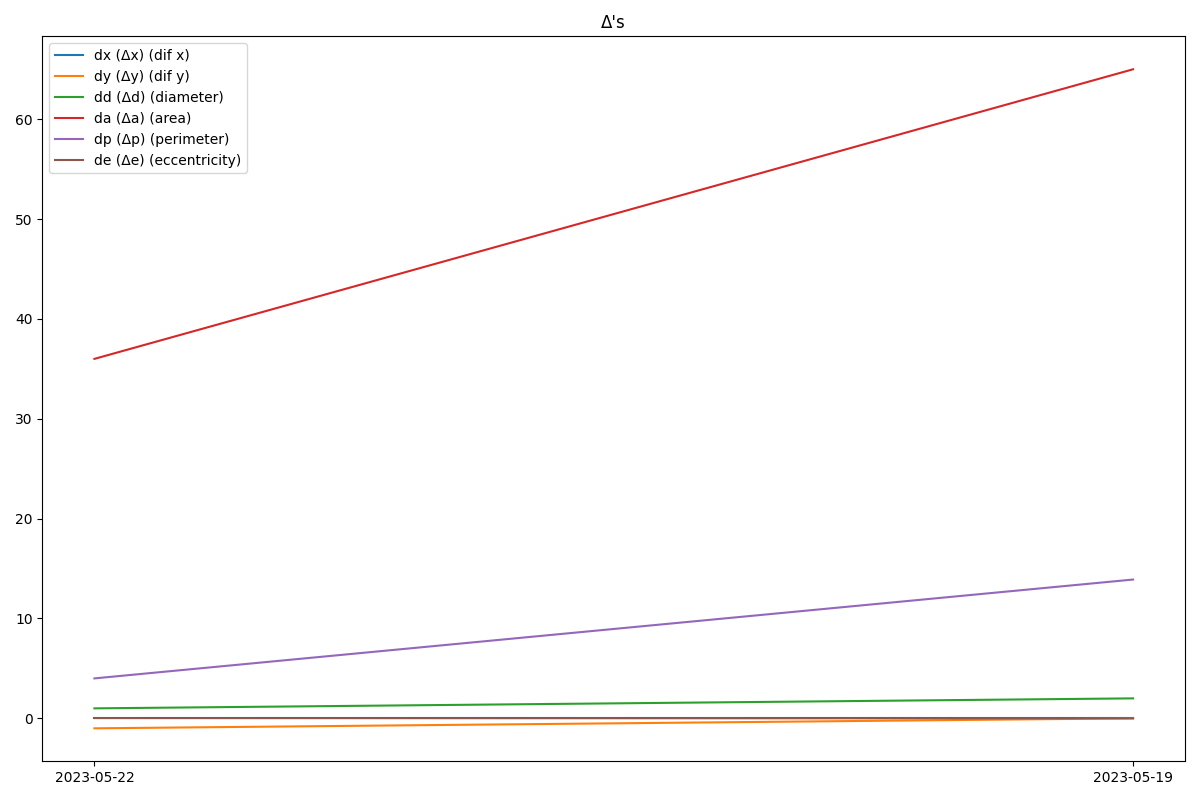 Δ's
dx (Δx) (dif x)
dy (Δy) (dif y)
dd (Δd) (diameter)
da (Δa) (area)
dp (Δp) (perimeter)
de (Δe) (eccentricity)
60
50
40
30
20
10
0
2023-05-22 2023-05-19